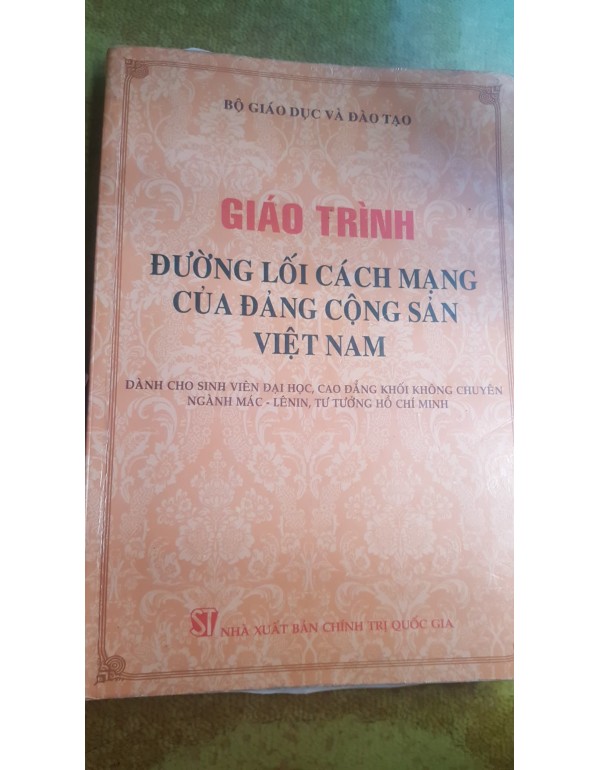 BỘ GIÁO DỤC VÀ ĐÀO TẠO
GIÁO TRÌNH
ĐƯỜNG LỐI CÁCH MẠNG
CỦA ĐẢNG CỘNG SẢN
VIỆT NAM
DÀNH CHO SINH VIÊN ĐẠI HỌC, CAO ĐẲNG KHỐI KHÔNG CHUYÊN
NGÀNH MÁC - LÊNIN, TƯ TƯỞNG HỒ CHÍ MINH
ST NHÀ XUẤT BẢN CHÍNH TRỊ QUỐC GIA